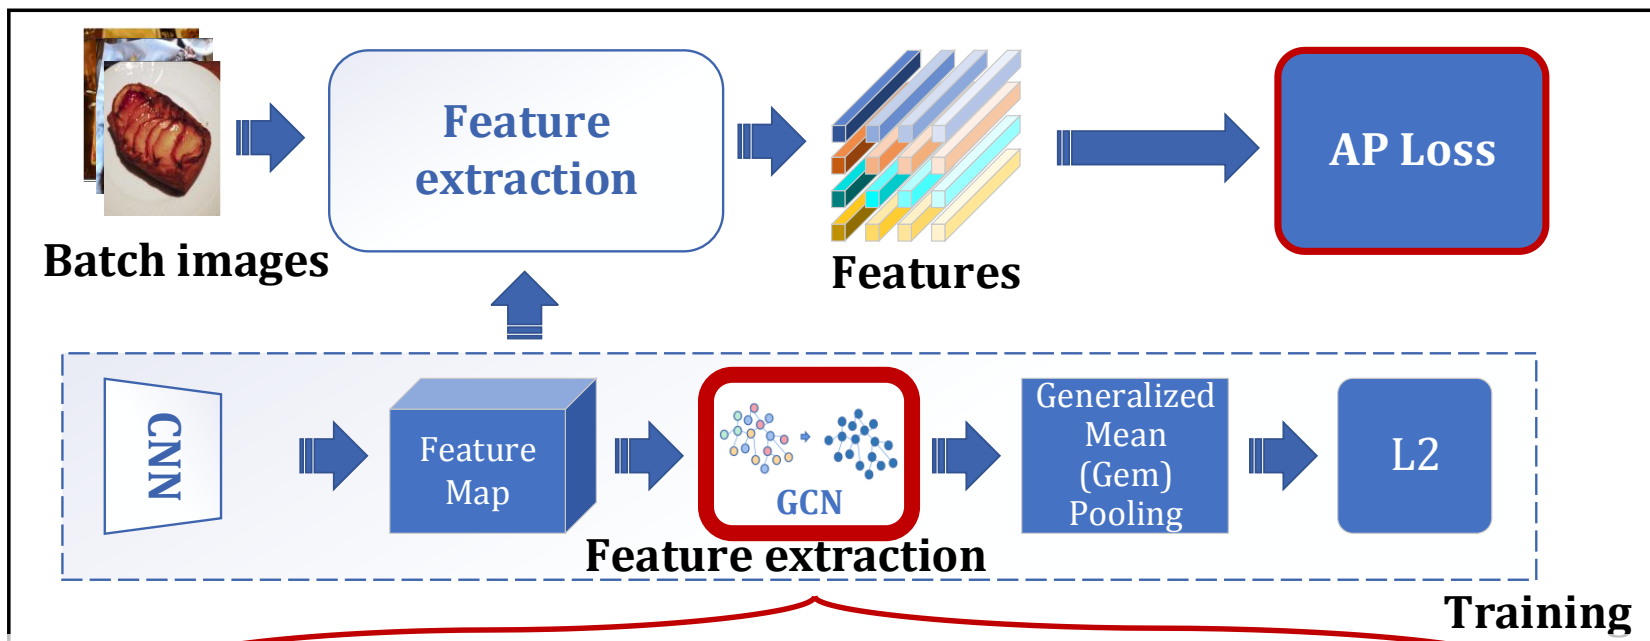 Feature
extraction
AP Loss
Batch images
Features
CNN
Feature
Map
GCN
Generalized
Mean
(Gem)
Pooling
L2
Feature extraction
Training